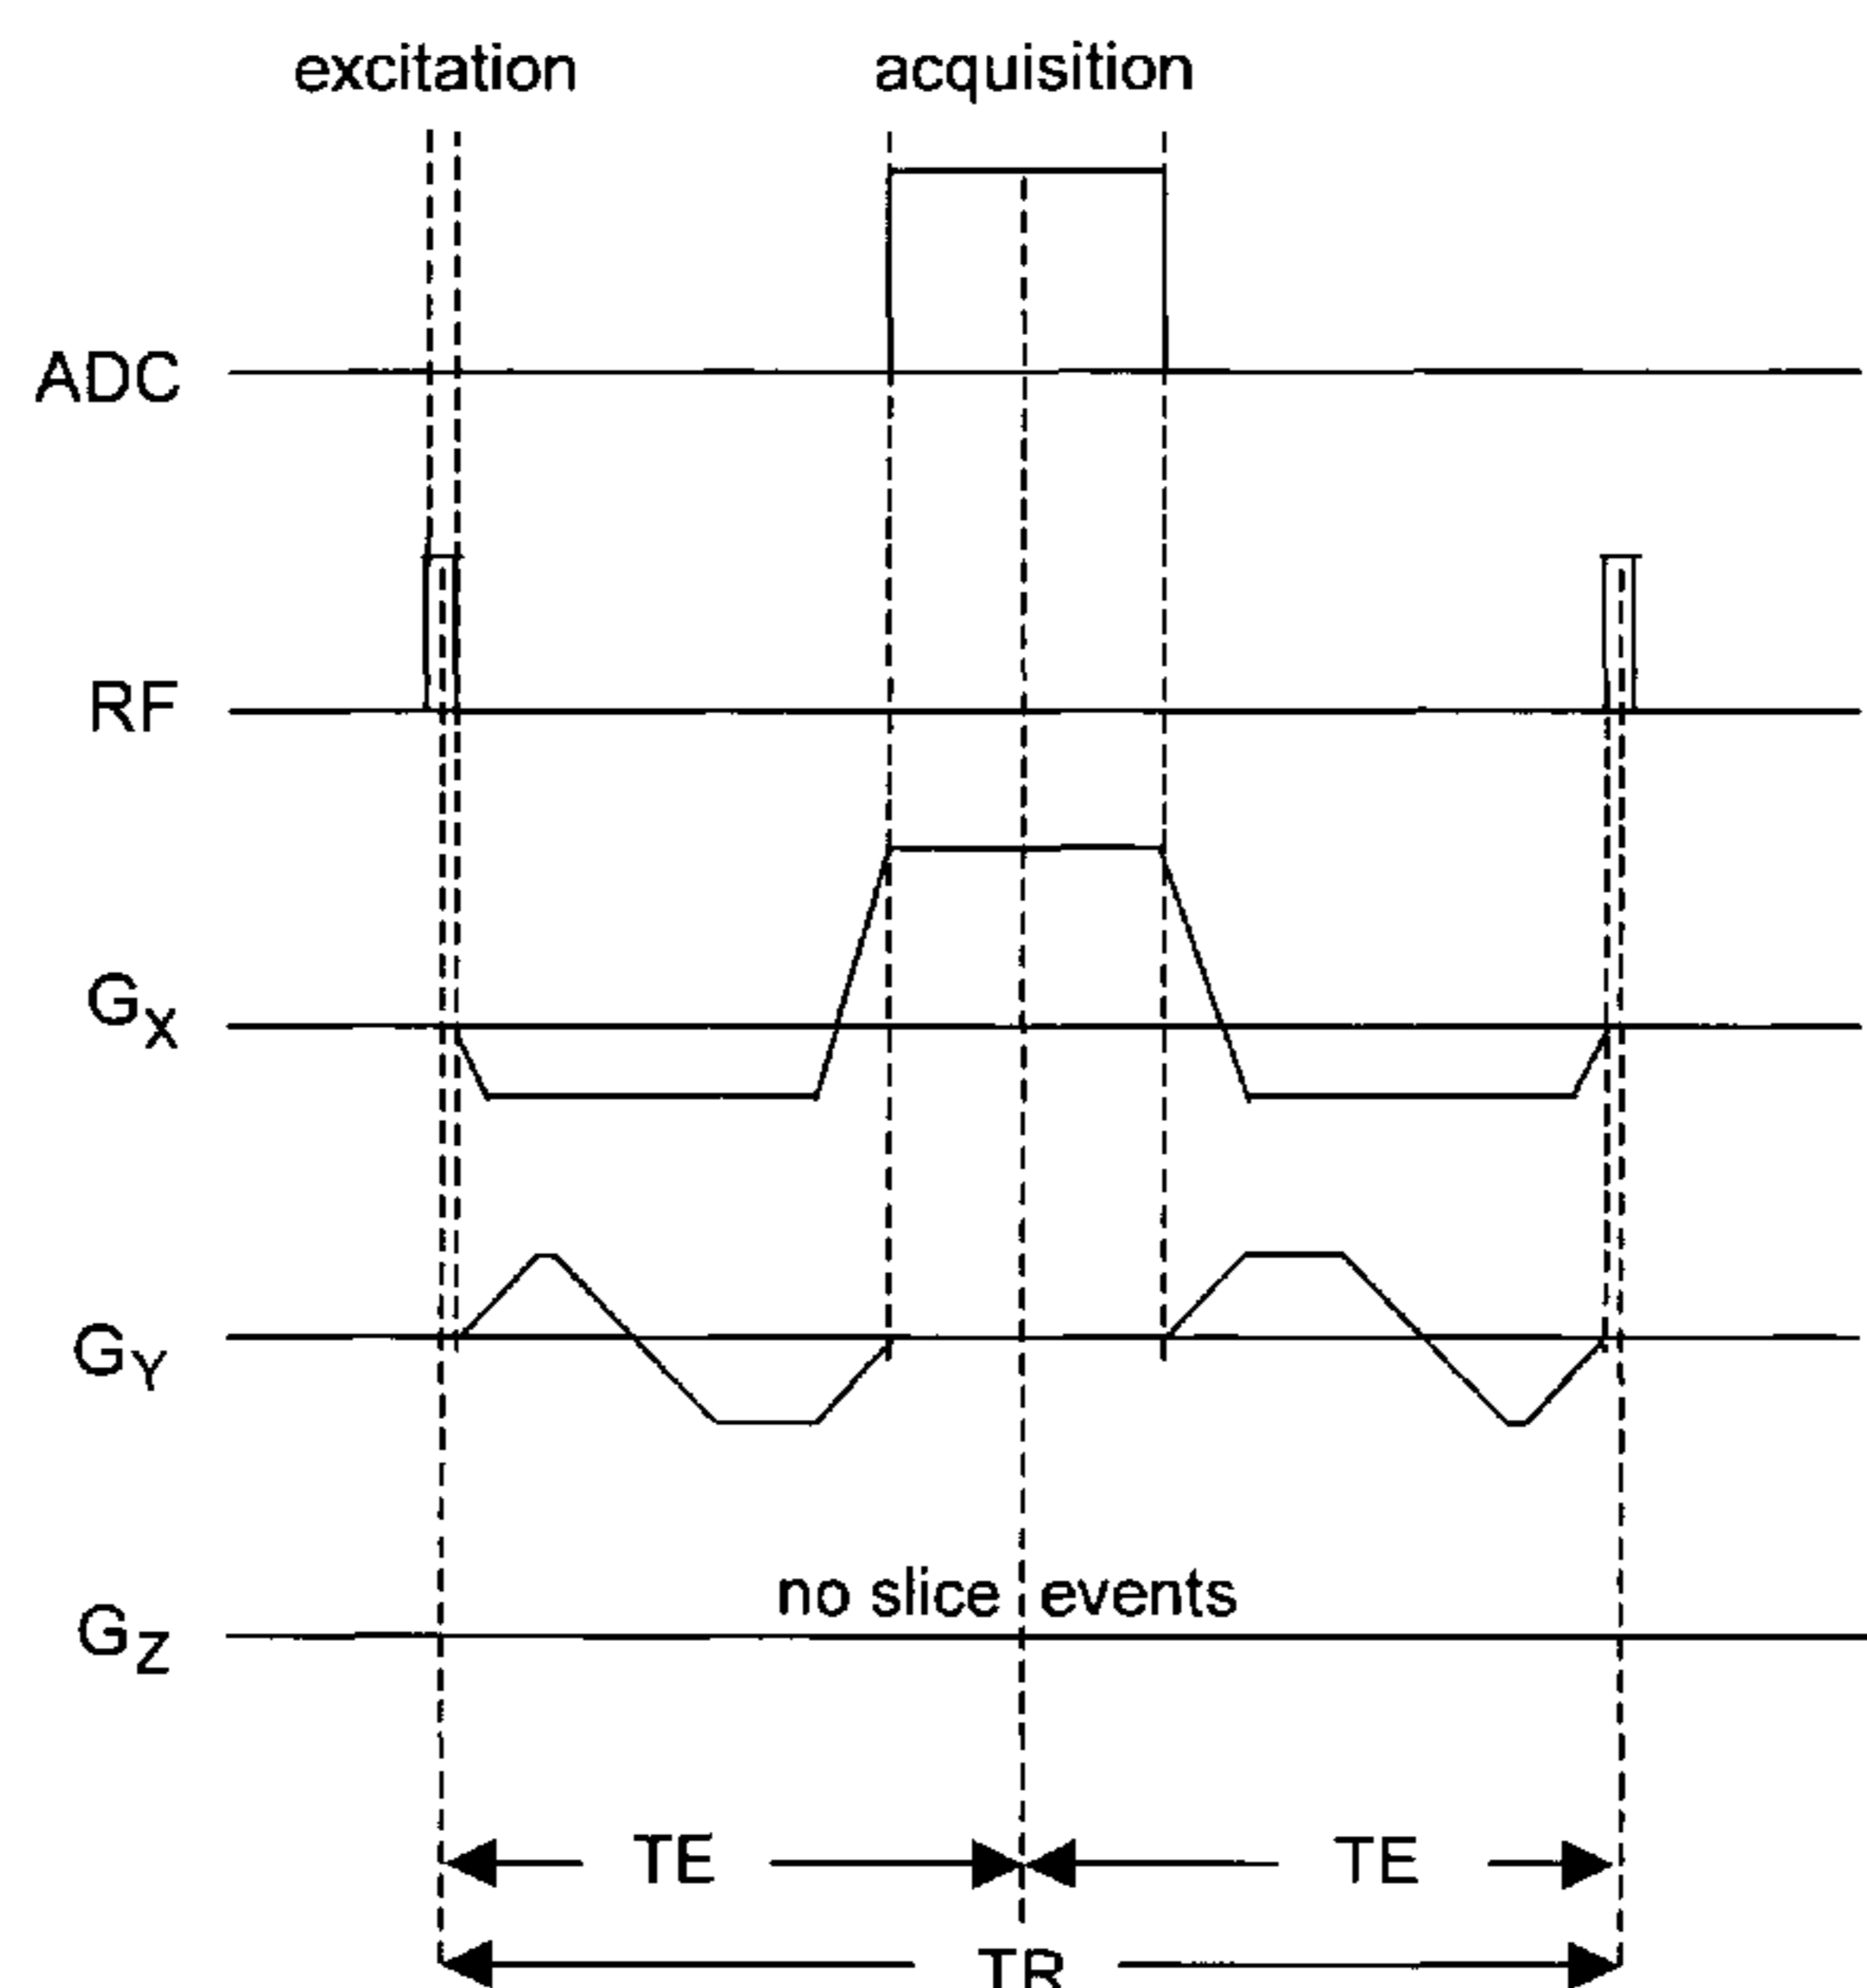 excitation acquisition
ADC
RF
GX
GY
no slice events
GZ
TE TE
TR